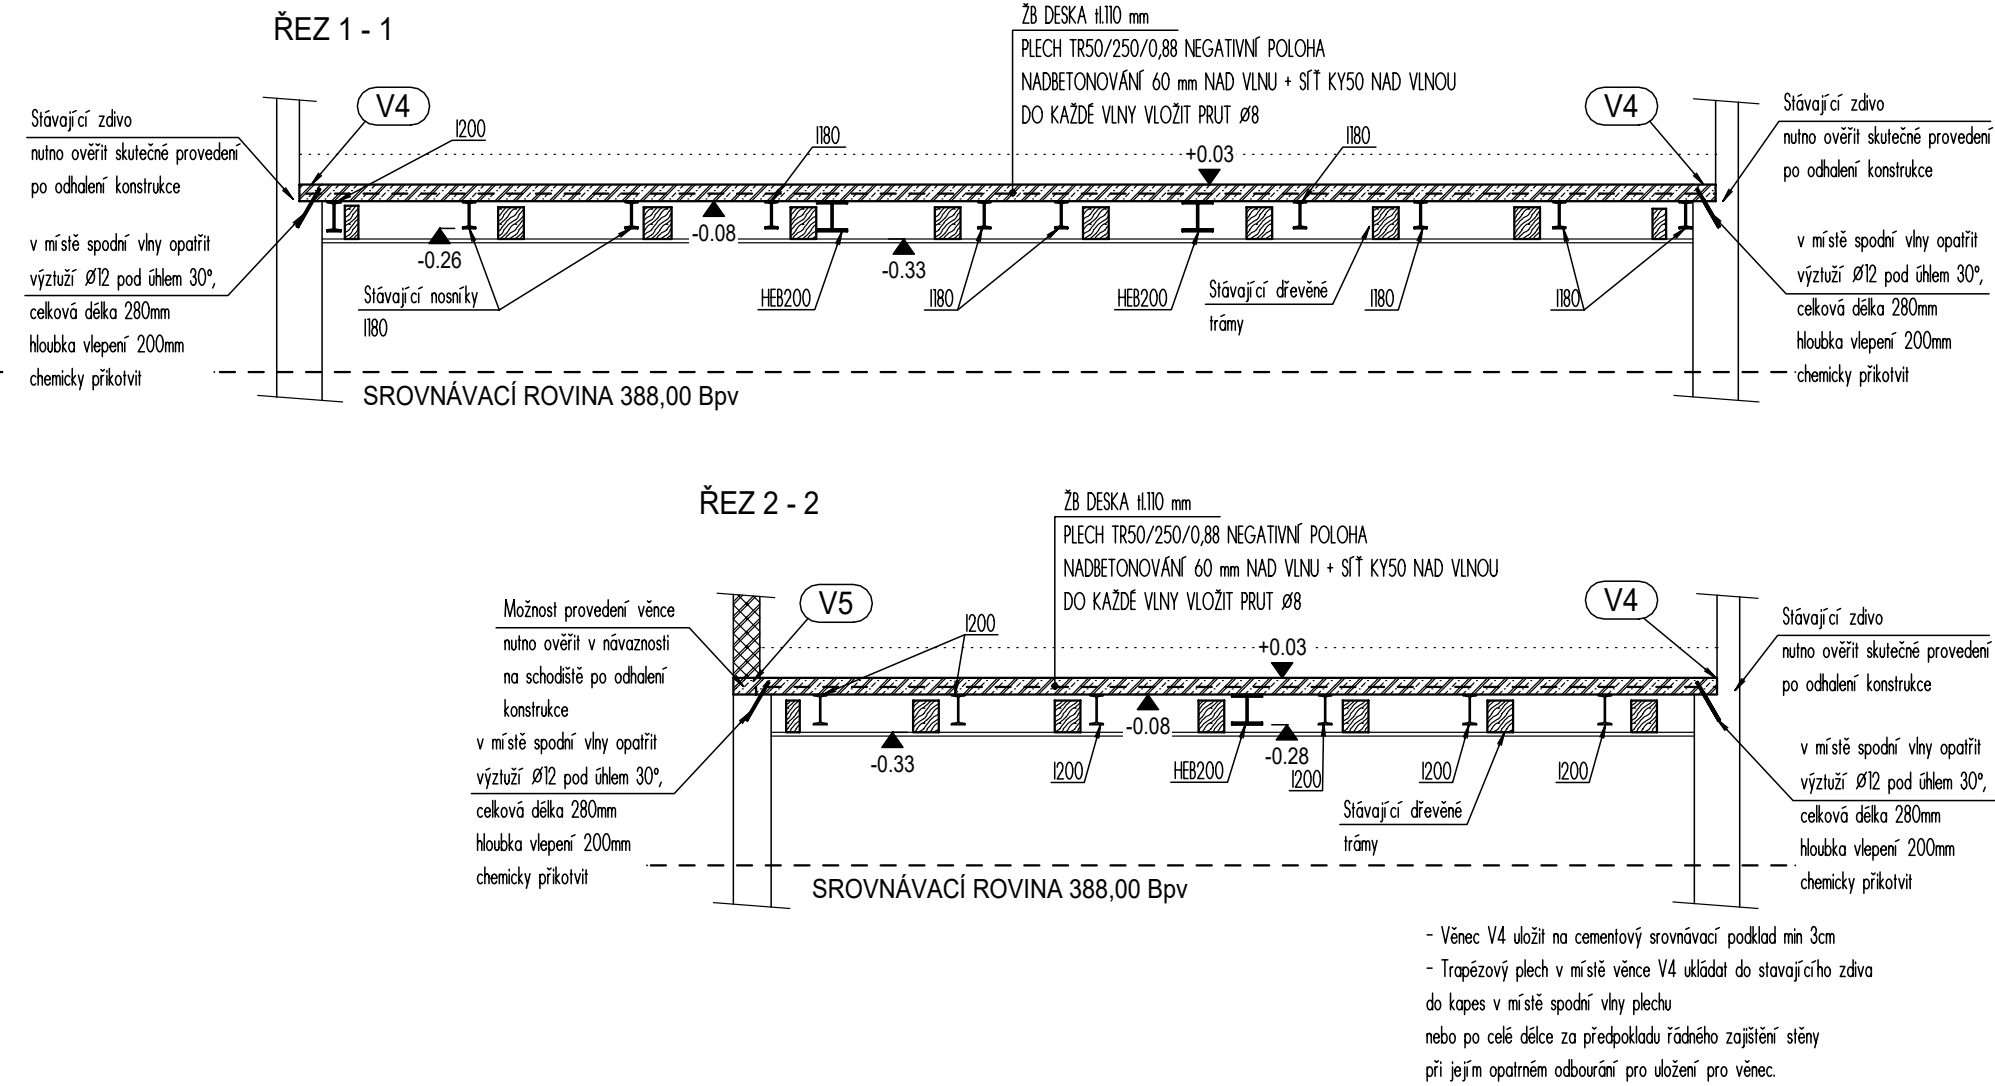 ŘEZ 1 - 1
ŽB DESKA tl.110 mm
PLECH TR50/250/0,88 NEGATIVNÍ POLOHA
NADBETONOVÁNÍ 60 mm NAD VLNU + SÍŤ KY50 NAD VLNOU
DO KAŽDÉ VLNY VLOŽIT PRUT Ø8
V4
V4
Stávající zdivo
nutno ověřit skutečné provedení
po odhalení konstrukce
I200
I180
+0.03
I180
Stávající zdivo
nutno ověřit skutečné provedení
po odhalení konstrukce
v místě spodní vlny opatřit
výztuží Ø12 pod úhlem 30°,
celková délka 280mm
hloubka vlepení 200mm
chemicky přikotvit
-0.26
-0.08
-0.33
Stávající nosníky
I180
HEB200
I180
HEB200
Stávající dřevěné
trámy
I180
I180
v místě spodní vlny opatřit
výztuží Ø12 pod úhlem 30°,
celková délka 280mm
hloubka vlepení 200mm
chemicky přikotvit
SROVNÁVACÍ ROVINA 388,00 Bpv
ŘEZ 2 - 2
ŽB DESKA tl.110 mm
PLECH TR50/250/0,88 NEGATIVNÍ POLOHA
NADBETONOVÁNÍ 60 mm NAD VLNU + SÍŤ KY50 NAD VLNOU
DO KAŽDÉ VLNY VLOŽIT PRUT Ø8
V5
V4
Možnost provedení věnce
nutno ověřit v návaznosti
na schodiště po odhalení
konstrukce
I200
+0.03
Stávající zdivo
nutno ověřit skutečné provedení
po odhalení konstrukce
v místě spodní vlny opatřit
výztuží Ø12 pod úhlem 30°,
celková délka 280mm
hloubka vlepení 200mm
chemicky přikotvit
-0.33
-0.08
-0.28
I200
HEB200
I200
I200
I200
Stávající dřevěné
trámy
v místě spodní vlny opatřit
výztuží Ø12 pod úhlem 30°,
celková délka 280mm
hloubka vlepení 200mm
chemicky přikotvit
SROVNÁVACÍ ROVINA 388,00 Bpv
- Věnec V4 uložit na cementový srovnávací podklad min 3cm
- Trapézový plech v místě věnce V4 ukládat do stavajícího zdiva
do kapes v místě spodní vlny plechu
nebo po celé délce za předpokladu řádného zajištění stěny
při jejím opatrném odbourání pro uložení pro věnec.